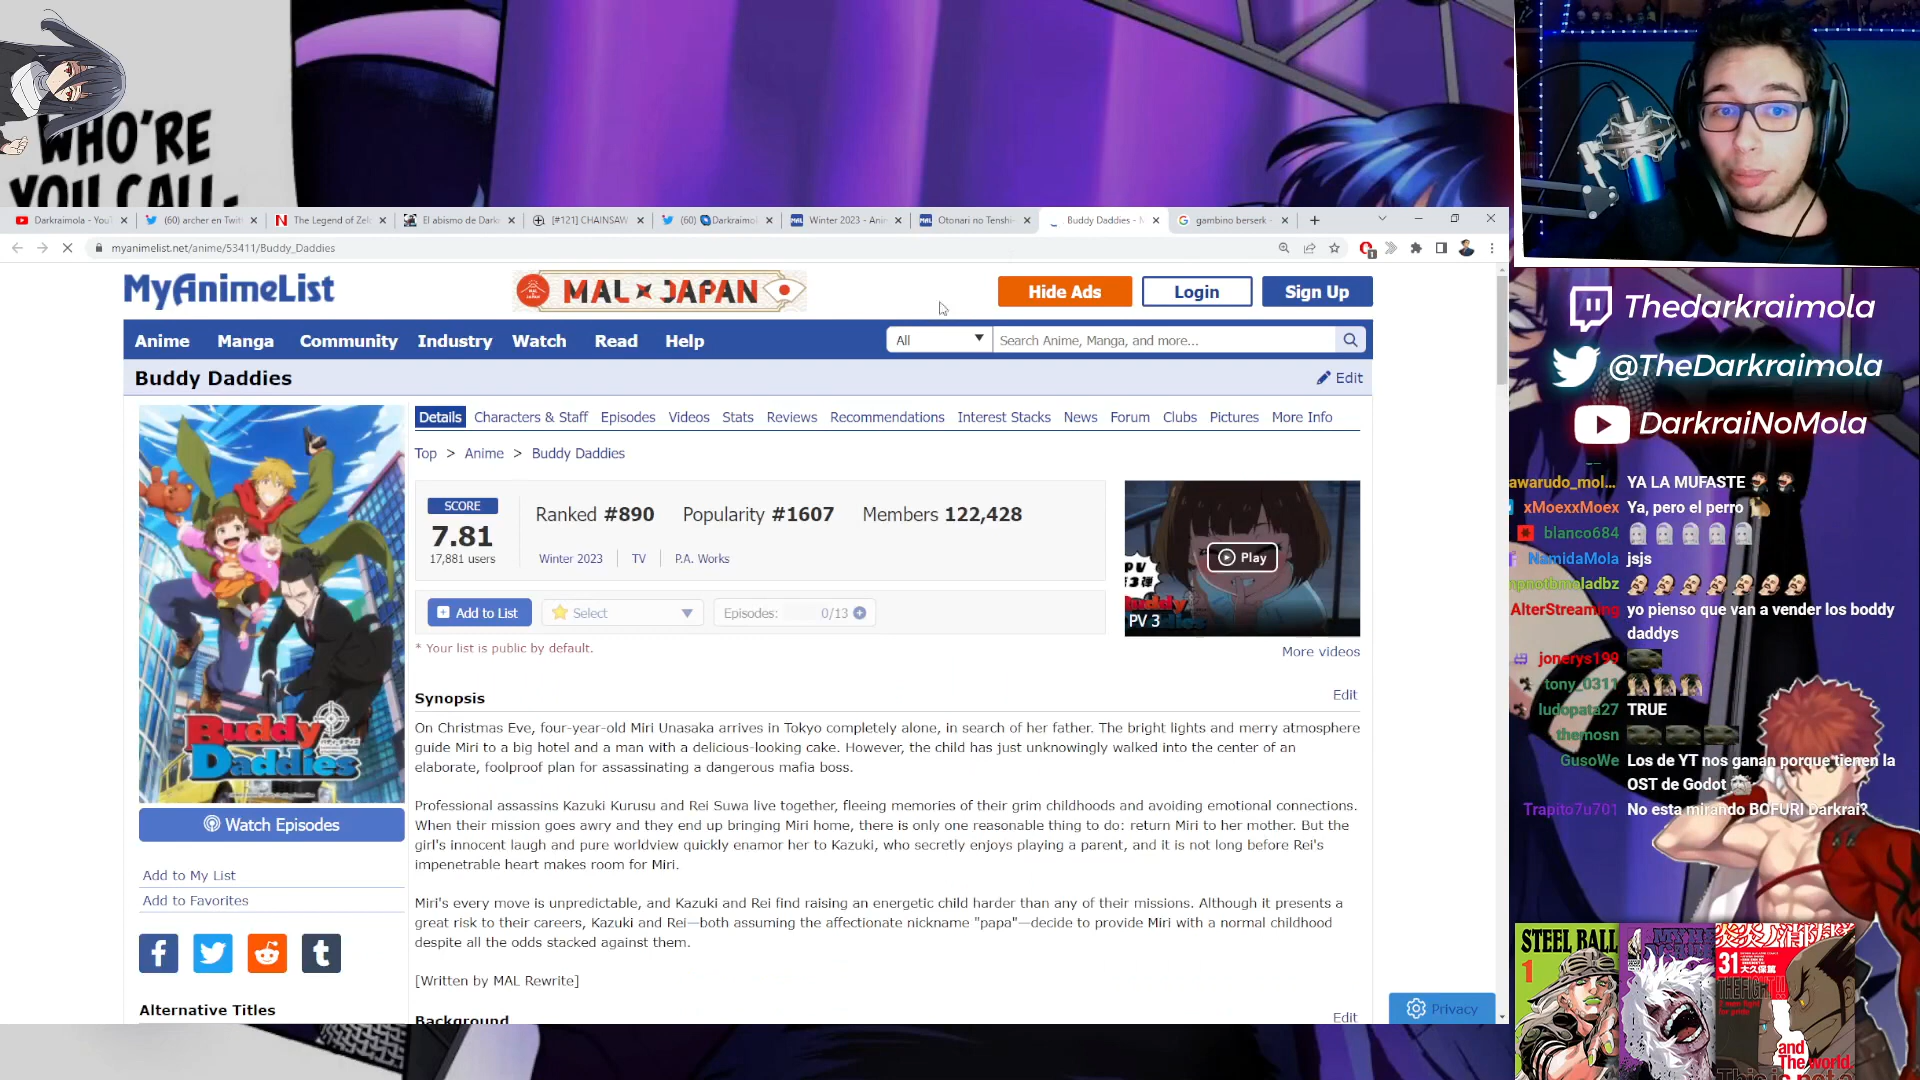 WHO'RE
YOU CALL-
Darkraimola - YouT
(60) archer en Twitt
The Legend of Zeld
El abismo de Darkr
[#121] CHAINSAW
(60) Darkraimol
Winter 2023 - Anim
Otonari no Tenshi-
Buddy Daddies - M
gambino berserk -
myanimelist.net/anime/53411/Buddy_Daddies
MyAnimeList
MAL x JAPAN
Hide Ads
Login
Sign Up
Anime
Manga
Community
Industry
Watch
Read
Help
All
Search Anime, Manga, and more...
Buddy Daddies
Edit
Details
Characters & Staff
Episodes
Videos
Stats
Reviews
Recommendations
Interest Stacks
News
Forum
Clubs
Pictures
More Info
Top > Anime > Buddy Daddies
SCORE
7.81
17,881 users
Ranked #890
Popularity #1607
Members 122,428
Winter 2023
TV
P.A. Works
Add to List
Select
Episodes: 0/13
* Your list is public by default.
Play
PV 3
More videos
Buddy
Daddies
Watch Episodes
Add to My List
Add to Favorites
Alternative Titles
Synopsis
Edit
On Christmas Eve, four-year-old Miri Unasaka arrives in Tokyo completely alone, in search of her father. The bright lights and merry atmosphere
guide Miri to a big hotel and a man with a delicious-looking cake. However, the child has just unknowingly walked into the center of an
elaborate, foolproof plan for assassinating a dangerous mafia boss.
Professional assassins Kazuki Kurusu and Rei Suwa live together, fleeing memories of their grim childhoods and avoiding emotional connections.
When their mission goes awry and they end up bringing Miri home, there is only one reasonable thing to do: return Miri to her mother. But the
girl's innocent laugh and pure worldview quickly enamor her to Kazuki, who secretly enjoys playing a parent, and it is not long before Rei's
impenetrable heart makes room for Miri.
Miri's every move is unpredictable, and Kazuki and Rei find raising an energetic child harder than any of their missions. Although it presents a
great risk to their careers, Kazuki and Rei—both assuming the affectionate nickname "papa"—decide to provide Miri with a normal childhood
despite all the odds stacked against them.
[Written by MAL Rewrite]
Background
Edit
Privacy
Thedarkraimola
@TheDarkraimola
DarkraiNoMola
awarudo_mol... YA LA MUFASTE
xMoexxMoex Ya, pero el perro
blanco684
NamidaMola jsjs
AlterStreaming yo pienso que van a vender los boddy
daddys
jonerys199
tony_0311
ludopata27 TRUE
themosn
GusoWe Los de YT nos ganan porque tienen la
OST de Godot
Trapito7u701 No esta mirando BOFURI Darkrai?
STEEL BALL
1
31
大久保篤
and
The world.